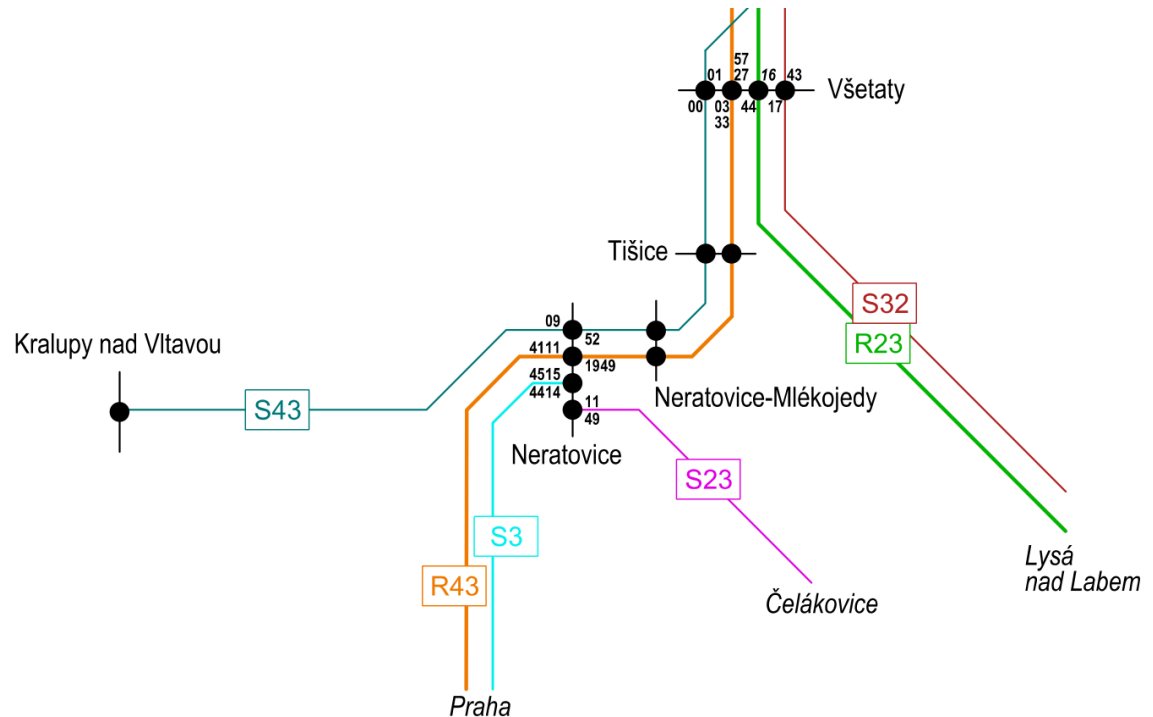 57
01
27
16
43
00
03
44
17
33
Všetaty
Tišice
S32
R23
09
52
Kralupy nad Vltavou
4111
1949
4515
4414
Neratovice-Mlékojedy
11
49
S43
Neratovice
S23
S3
R43
Lysá
nad Labem
Čelákovice
Praha